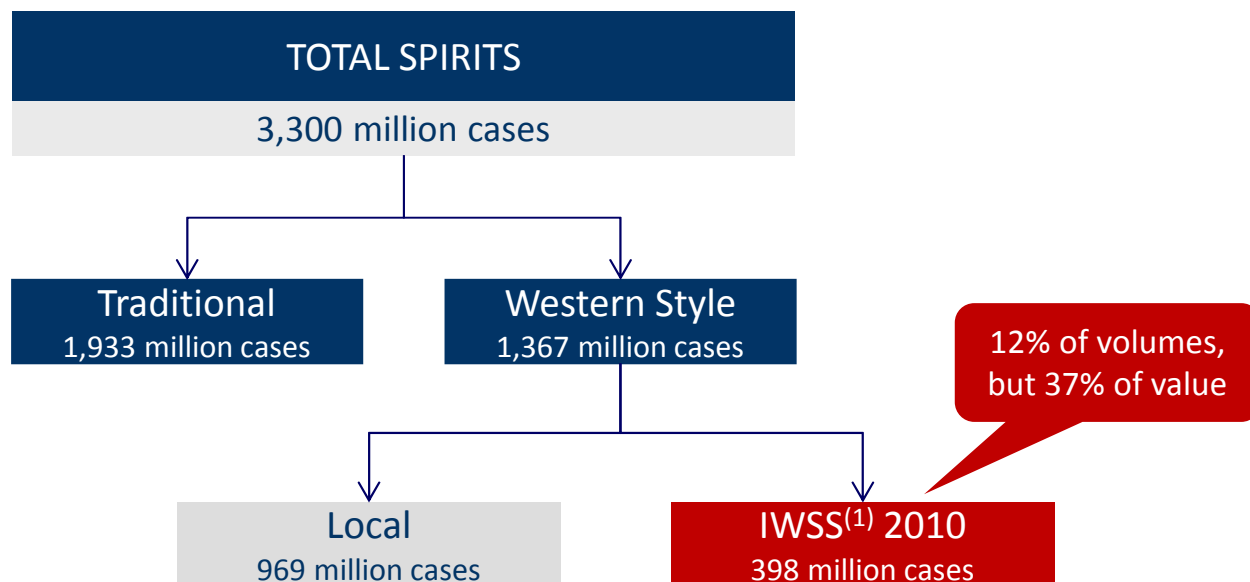 TOTAL SPIRITS
3,300 million cases
Traditional
1,933 million cases
Western Style
1,367 million cases
12% of volumes,
but 37% of value
Local
969 million cases
IWSS(1) 2010
398 million cases